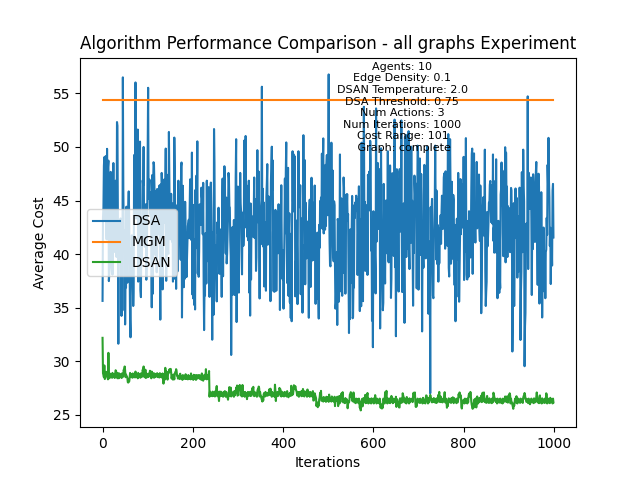 Algorithm Performance Comparison - all graphs Experiment
Agents: 10
Edge Density: 0.1
DSAN Temperature: 2.0
DSA Threshold: 0.75
Num Actions: 3
Num Iterations: 1000
Cost Range: 101
Graph: complete
55
50
45
40
35
30
25
Average Cost
DSA
MGM
DSAN
0
200
400
600
800
1000
Iterations